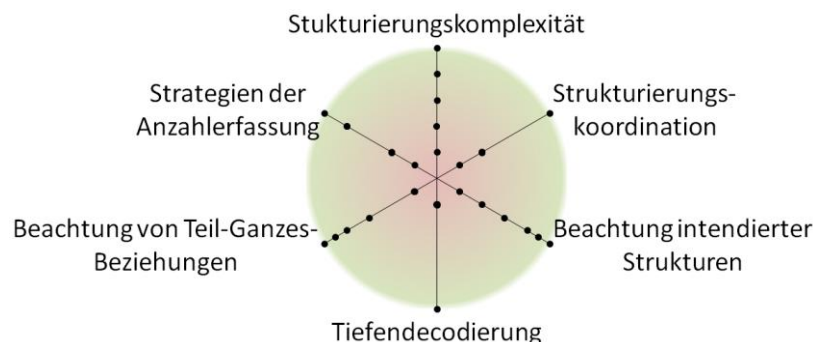 Stukturierungskomplexität
Strategien der
Anzahlerfassung
Strukturierungs-
koordination
Beachtung von Teil-Ganzes-
Beziehungen
Beachtung intendierter
Strukturen
Tiefendecodierung